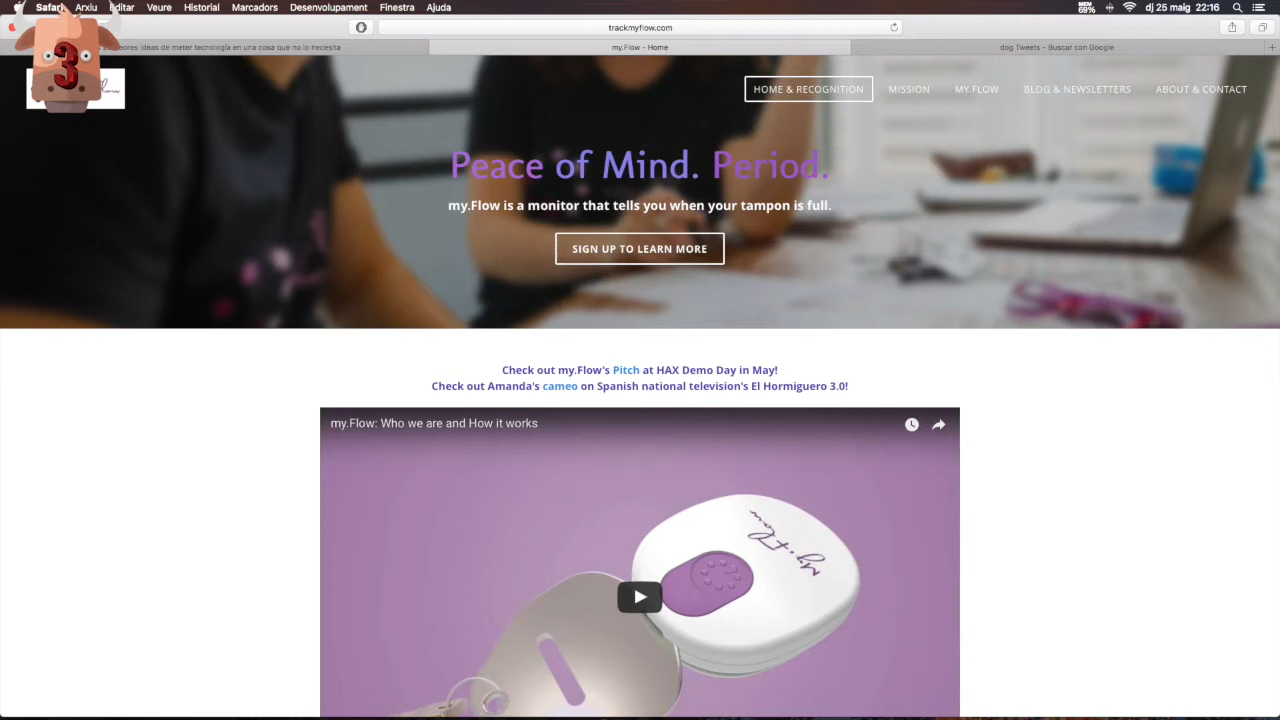 Safari Arxiu Editar Veure Historial Marcadors Desenvolupament Finestra Ajuda
MEM
69%
dj 25 maig 22:16
trackmyflow.com
ores ideas de meter tecnología en una cosa que no lo necesita
my.Flow - Home
dog Tweets - Buscar con Google
3
HOME & RECOGNITION MISSION MY.FLOW BLOG & NEWSLETTERS ABOUT & CONTACT
Peace of Mind. Period.
my.Flow is a monitor that tells you when your tampon is full.
SIGN UP TO LEARN MORE
Check out my.Flow's Pitch at HAX Demo Day in May!
Check out Amanda's cameo on Spanish national television's El Hormiguero 3.0!
my.Flow: Who we are and How it works
my.Flow